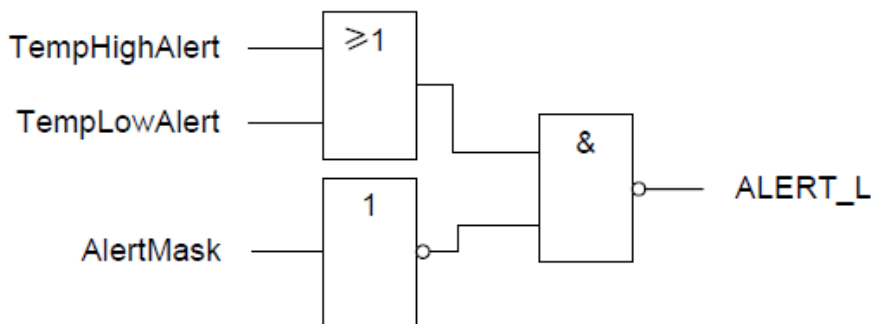 TempHighAlert
≥1
TempLowAlert
&
ALERT_L
1
AlertMask